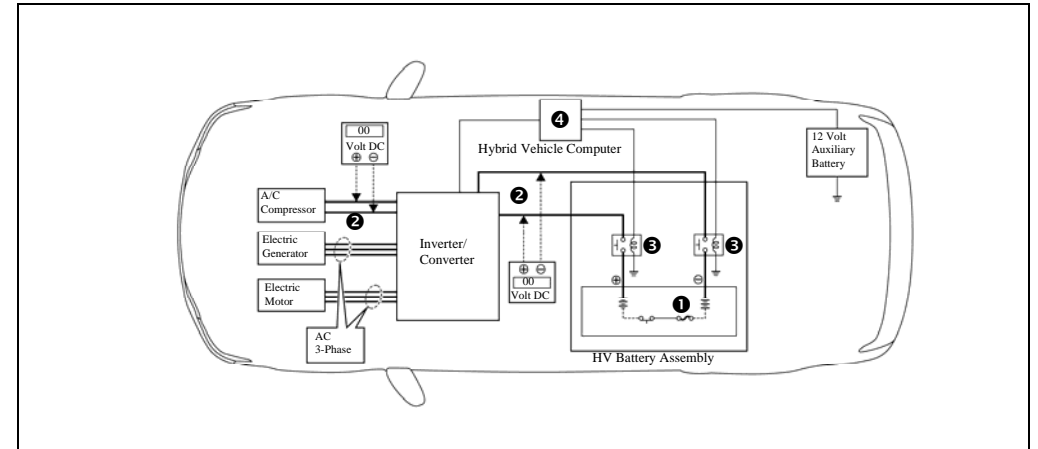 00
Volt DC
⊕ ⊖
❹
Hybrid Vehicle Computer
12 Volt
Auxiliary
Battery
A/C
Compressor
❷
❷
Electric
Generator
Inverter/
Converter
❸
❸
⊕ ⊖
00
Volt DC
⊕
⊖
Electric
Motor
❶
AC
3-Phase
HV Battery Assembly